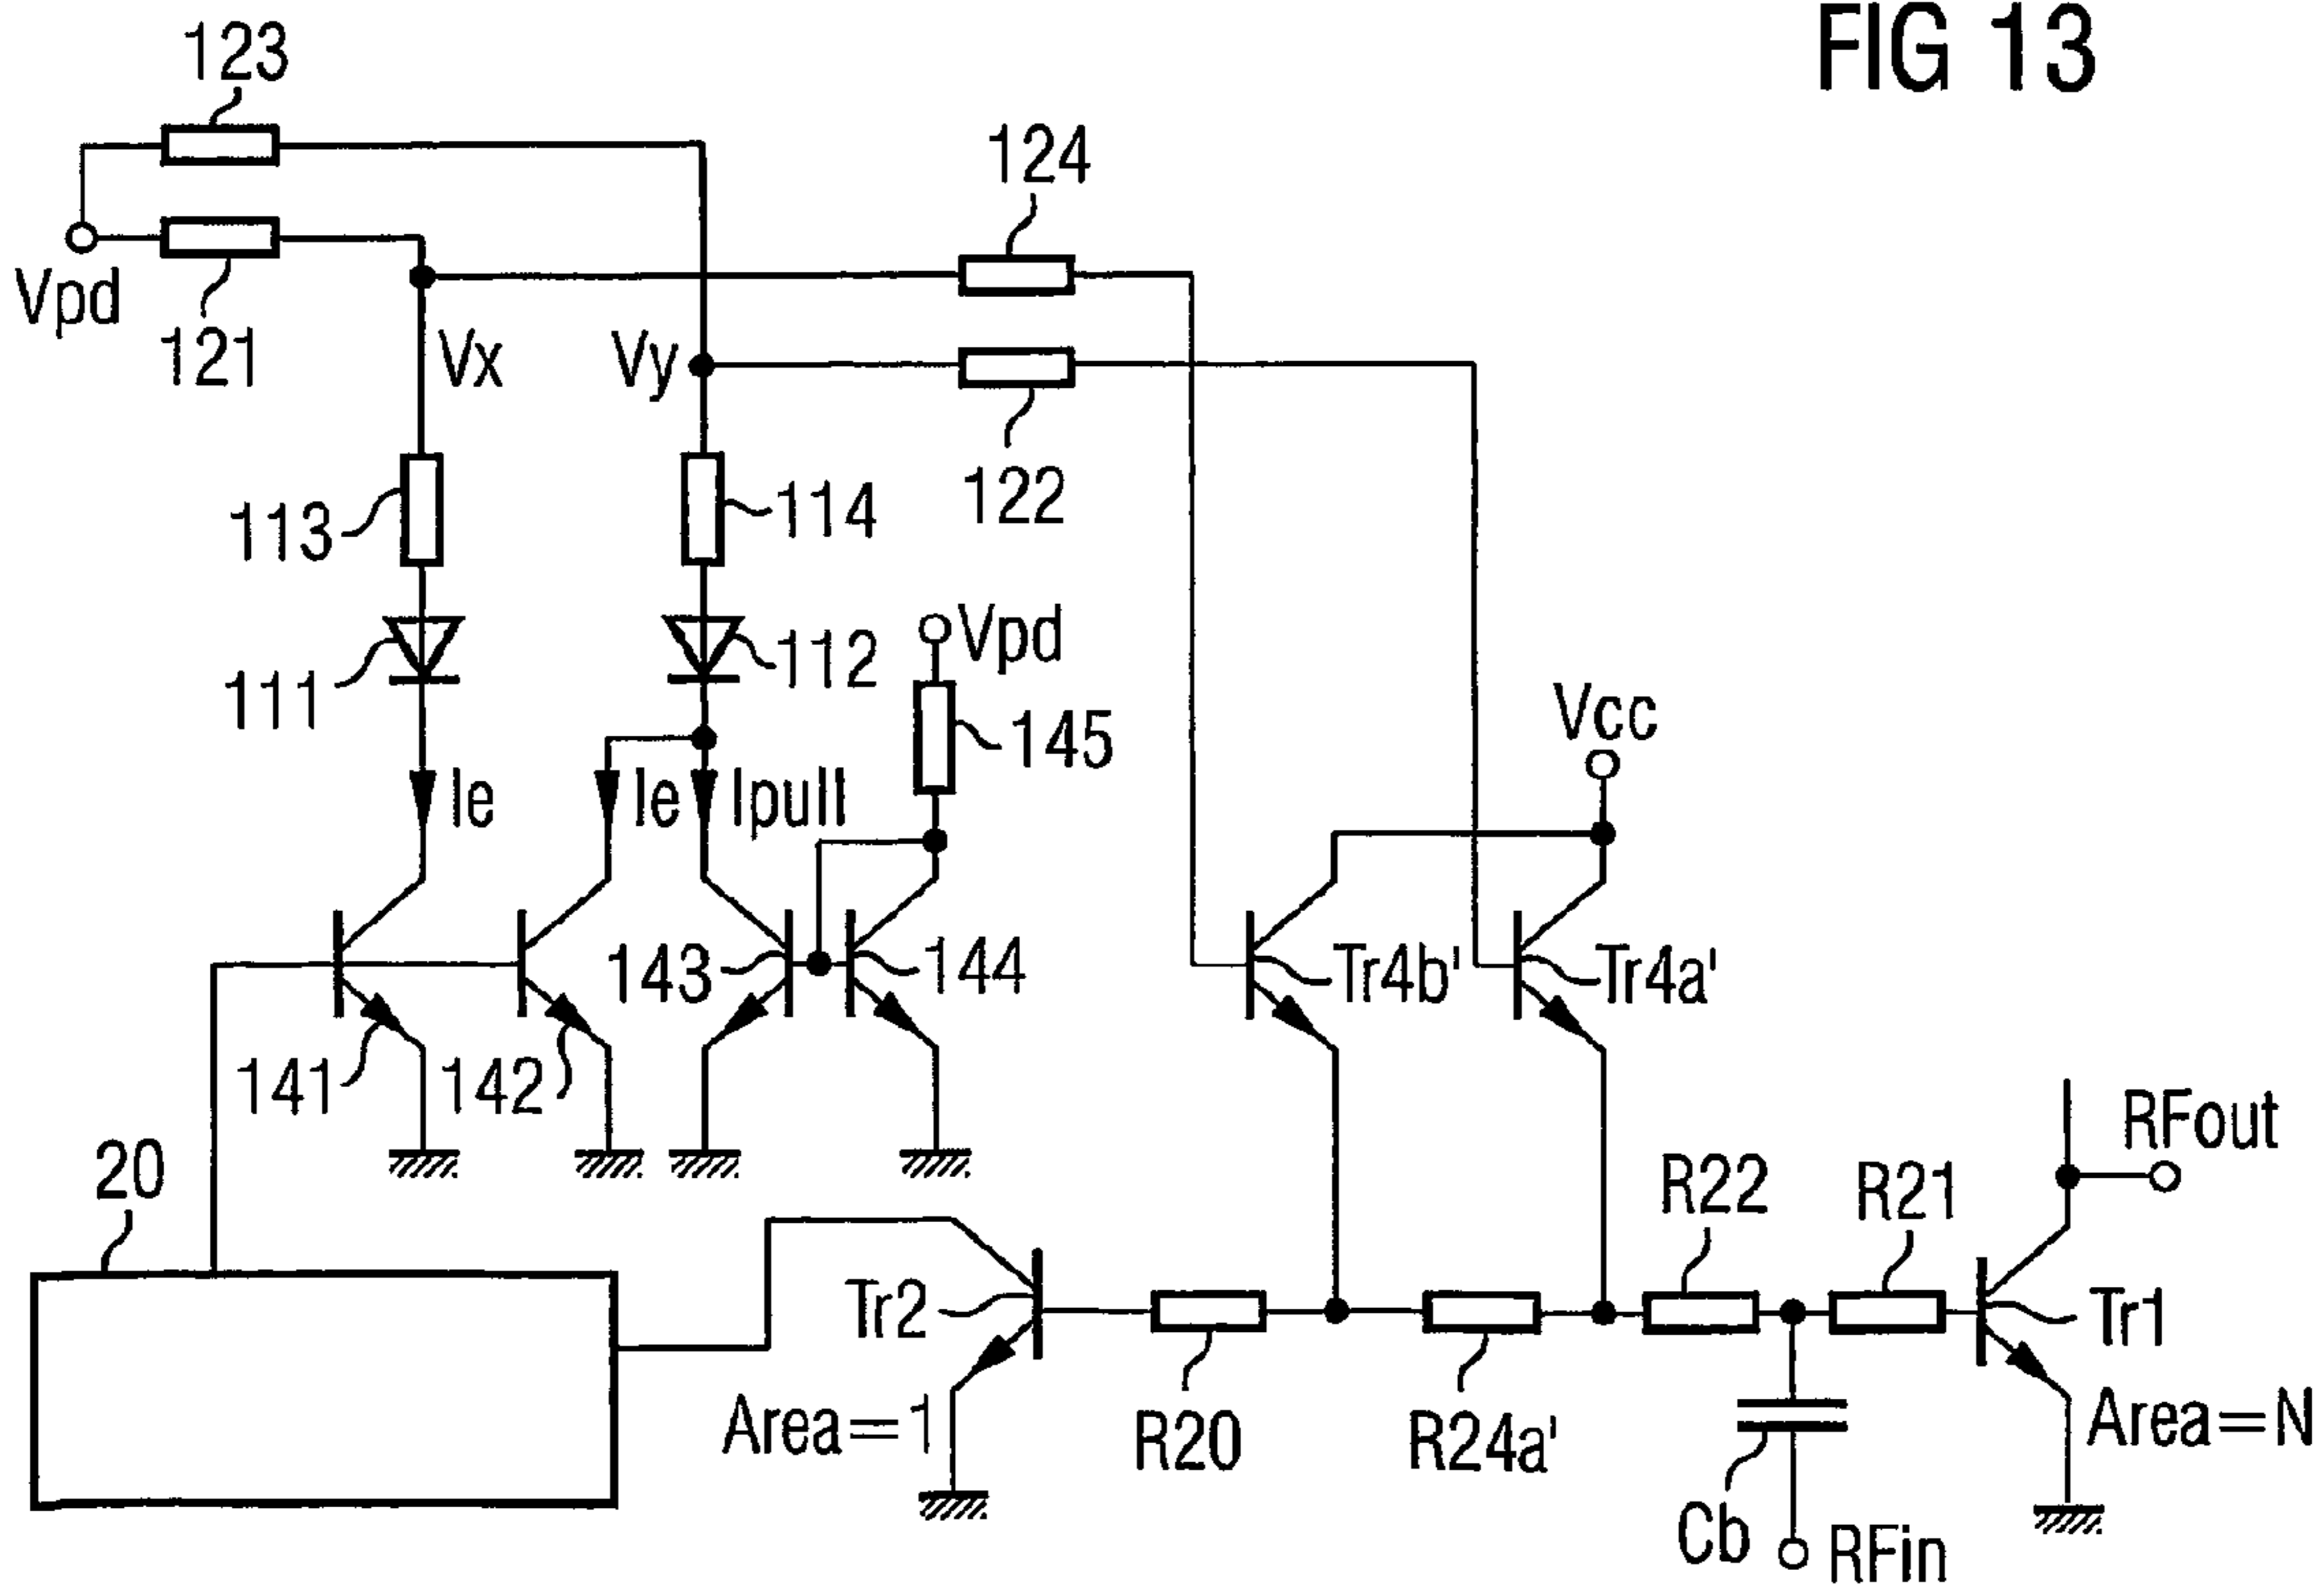 FIG 13
123
124
Vpd
121
Vx
Vy
122
113
114
111
112
Vpd
145
Vcc
Ie
Ie
Ipull
143
144
Tr4b'
Tr4a'
141
142
20
RFout
R22
R21
Tr2
Tr1
Area=1
R20
R24a'
Area=N
Cb
RFin